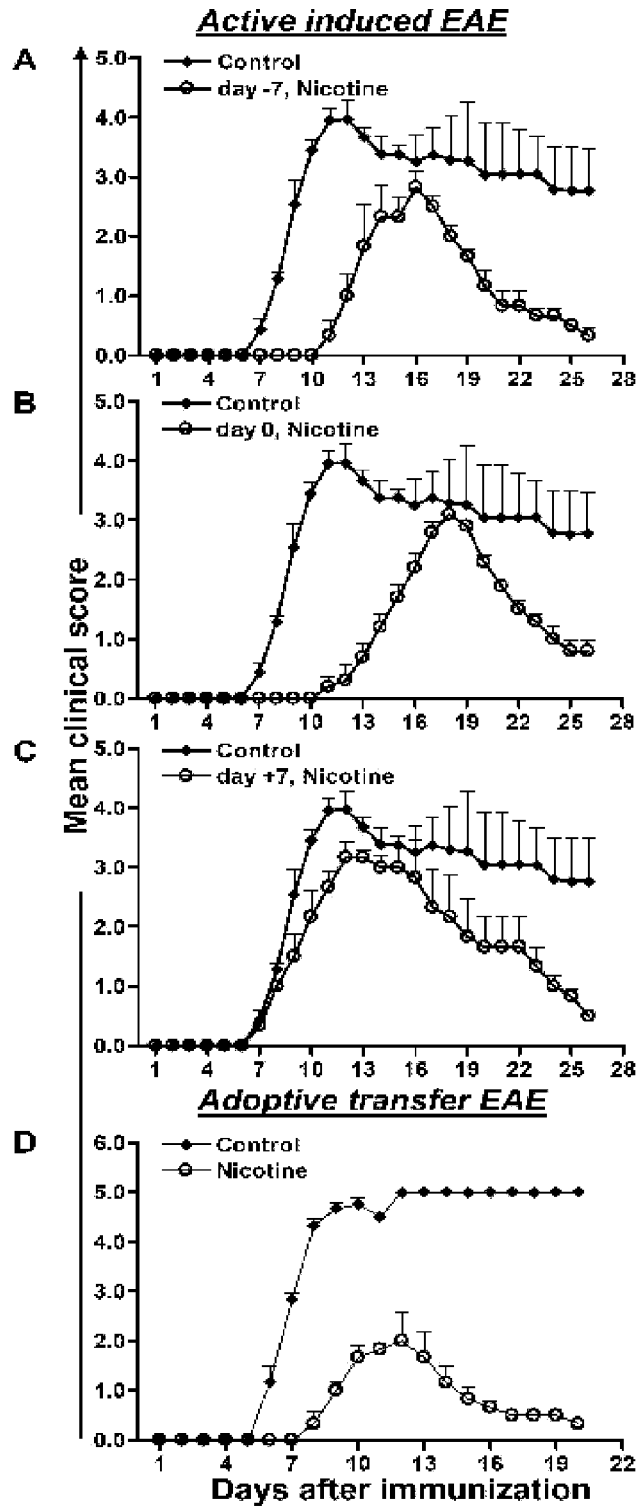 Active induced EAE
A
5.0
Control
day -7, Nicotine
4.0
3.0
2.0
1.0
0.0
1 4 7 10 13 16 19 22 25 28
B
5.0
Control
day 0, Nicotine
4.0
3.0
2.0
1.0
0.0
1 4 7 10 13 16 19 22 25 28
Mean clinical score
C
5.0
Control
day +7, Nicotine
4.0
3.0
2.0
1.0
0.0
1 4 7 10 13 16 19 22 25 28
Adoptive transfer EAE
D
6.0
Control
Nicotine
5.0
4.0
3.0
2.0
1.0
0.0
1 4 7 10 13 16 19 22
Days after immunization